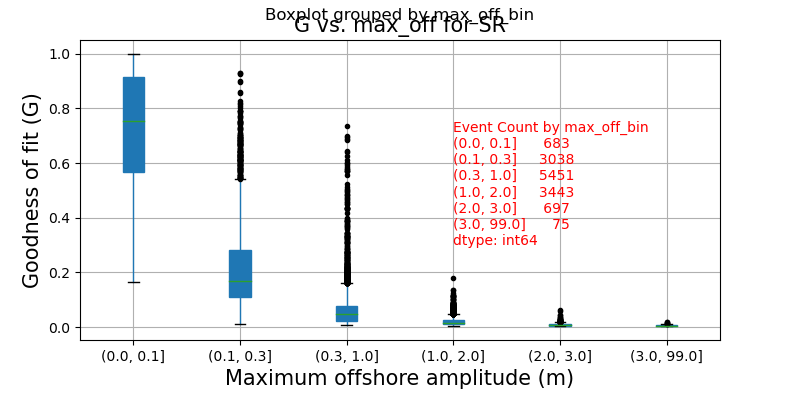 Boxplot grouped by max_off_bin
G vs. max_off for SR
Goodness of fit (G)
1.0
0.8
0.6
0.4
0.2
0.0
Event Count by max_off_bin
(0.0, 0.1]      683
(0.1, 0.3]     3038
(0.3, 1.0]     5451
(1.0, 2.0]     3443
(2.0, 3.0]      697
(3.0, 99.0]      75
dtype: int64
(0.0, 0.1] (0.1, 0.3] (0.3, 1.0] (1.0, 2.0] (2.0, 3.0] (3.0, 99.0]
Maximum offshore amplitude (m)